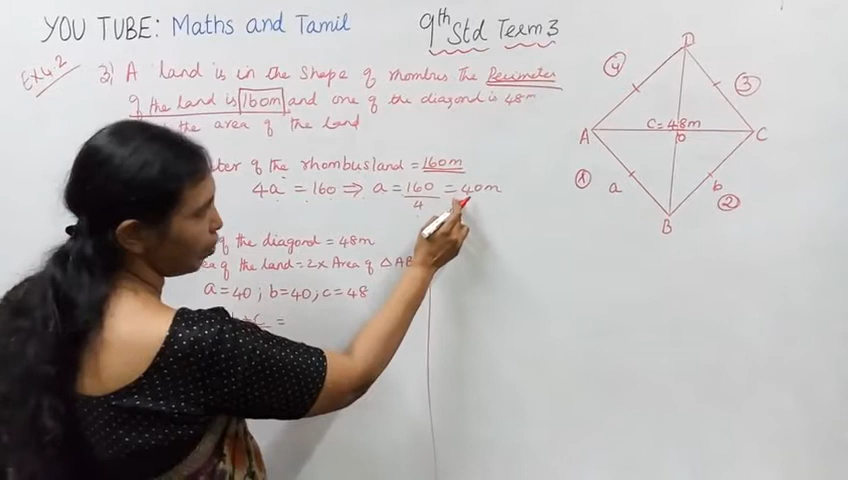 YOU TUBE: Maths and Tamil
9th Std Term 3
Ex 4.2
3) A land is in the shape of rhombus the Perimeter
of the land is 160m and one of the diagonal is 48m
the area of the land
ter of the rhombus land = 160m
4a = 160 ⇒ a = 160/4 = 40m
of the diagonal = 48m
of the land = 2× Area of △AB
a = 40 ; b = 40 ; c = 48
+c =
D
4
3
C = 48m
A
O
C
1
a
b
2
B